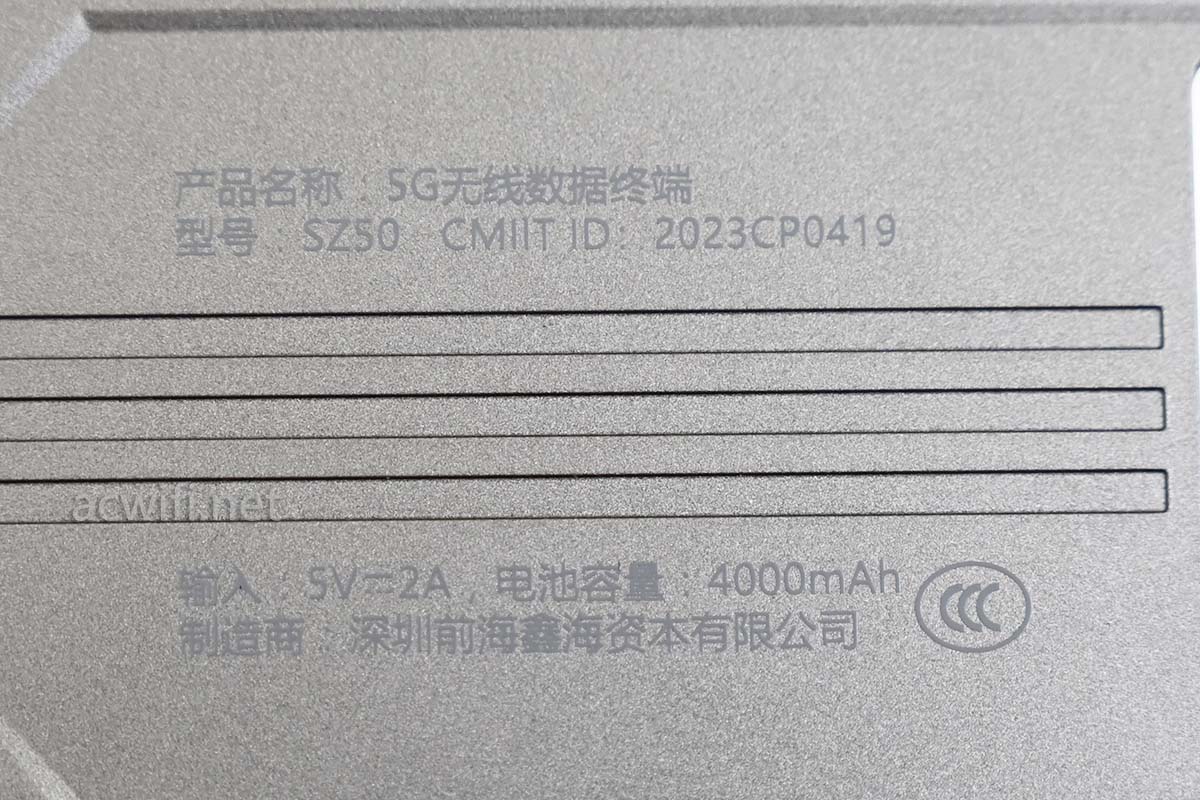 产品名称：5G无线数据终端
型号：SZ50 CMIIT ID：2023CP0419
acwifi.net
输入：5V⎓2A，电池容量：4000mAh
制造商：深圳前海鑫海资本有限公司
CCC